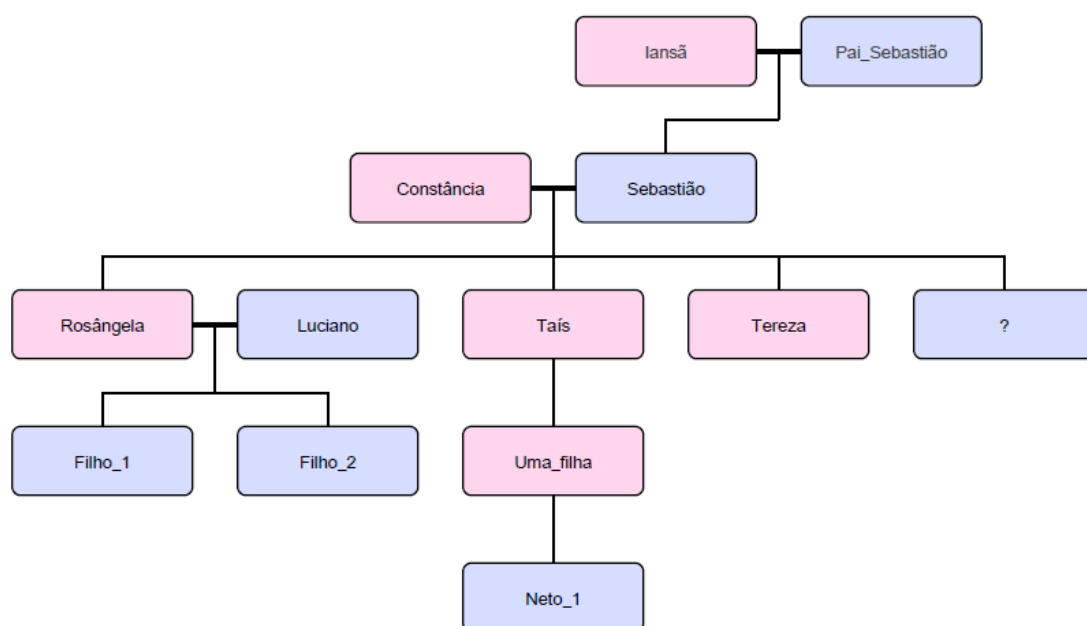 Iansã
Pai_Sebastião
Constância
Sebastião
Rosângela
Luciano
Taís
Tereza
?
Filho_1
Filho_2
Uma_filha
Neto_1